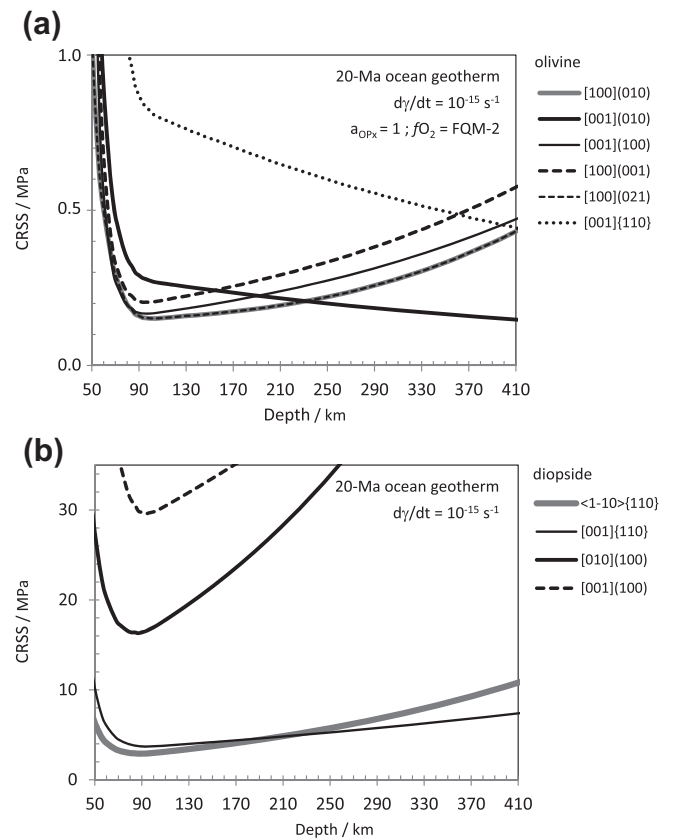 (a)
1.0
0.5
0.0
CRSS / MPa
20-Ma ocean geotherm
dγ/dt = 10⁻¹⁵ s⁻¹
a_OPx = 1 ; fO₂ = FQM-2
50 90 130 170 210 250 290 330 370 410
Depth / km
olivine
[100](010)
[001](010)
[001](100)
[100](001)
[100](021)
[001]{110}
(b)
30
20
10
0
CRSS / MPa
20-Ma ocean geotherm
dγ/dt = 10⁻¹⁵ s⁻¹
50 90 130 170 210 250 290 330 370 410
Depth / km
diopside
<1-10>{110}
[001]{110}
[010](100)
[001](100)